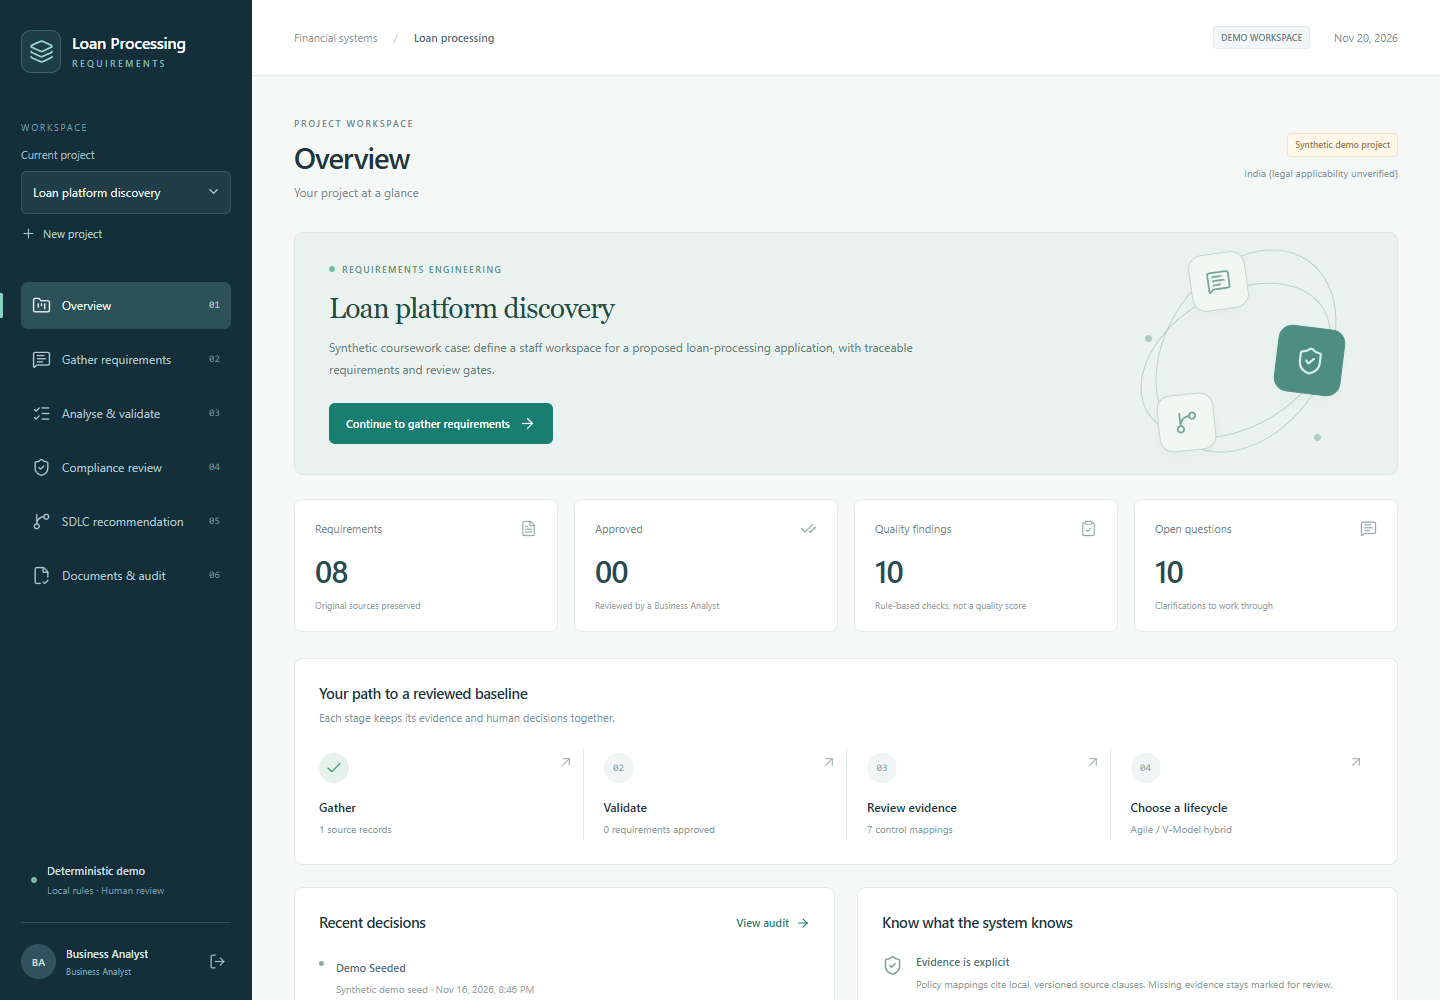 Loan Processing
REQUIREMENTS
WORKSPACE
Current project
Loan platform discovery
New project
Overview 01
Gather requirements 02
Analyse & validate 03
Compliance review 04
SDLC recommendation 05
Documents & audit 06
Deterministic demo
Local rules · Human review
BA
Business Analyst
Business Analyst
Financial systems / Loan processing
DEMO WORKSPACE
Nov 20, 2026
PROJECT WORKSPACE
Overview
Your project at a glance
Synthetic demo project
India (legal applicability unverified)
REQUIREMENTS ENGINEERING
Loan platform discovery
Synthetic coursework case: define a staff workspace for a proposed loan-processing application, with traceable
requirements and review gates.
Continue to gather requirements
Requirements
08
Original sources preserved
Approved
00
Reviewed by a Business Analyst
Quality findings
10
Rule-based checks, not a quality score
Open questions
10
Clarifications to work through
Your path to a reviewed baseline
Each stage keeps its evidence and human decisions together.
Gather
1 source records
02
Validate
0 requirements approved
03
Review evidence
7 control mappings
04
Choose a lifecycle
Agile / V-Model hybrid
Recent decisions
View audit
Demo Seeded
Synthetic demo seed · Nov 16, 2026, 8:46 PM
Know what the system knows
Evidence is explicit
Policy mappings cite local, versioned source clauses. Missing evidence stays marked for review.